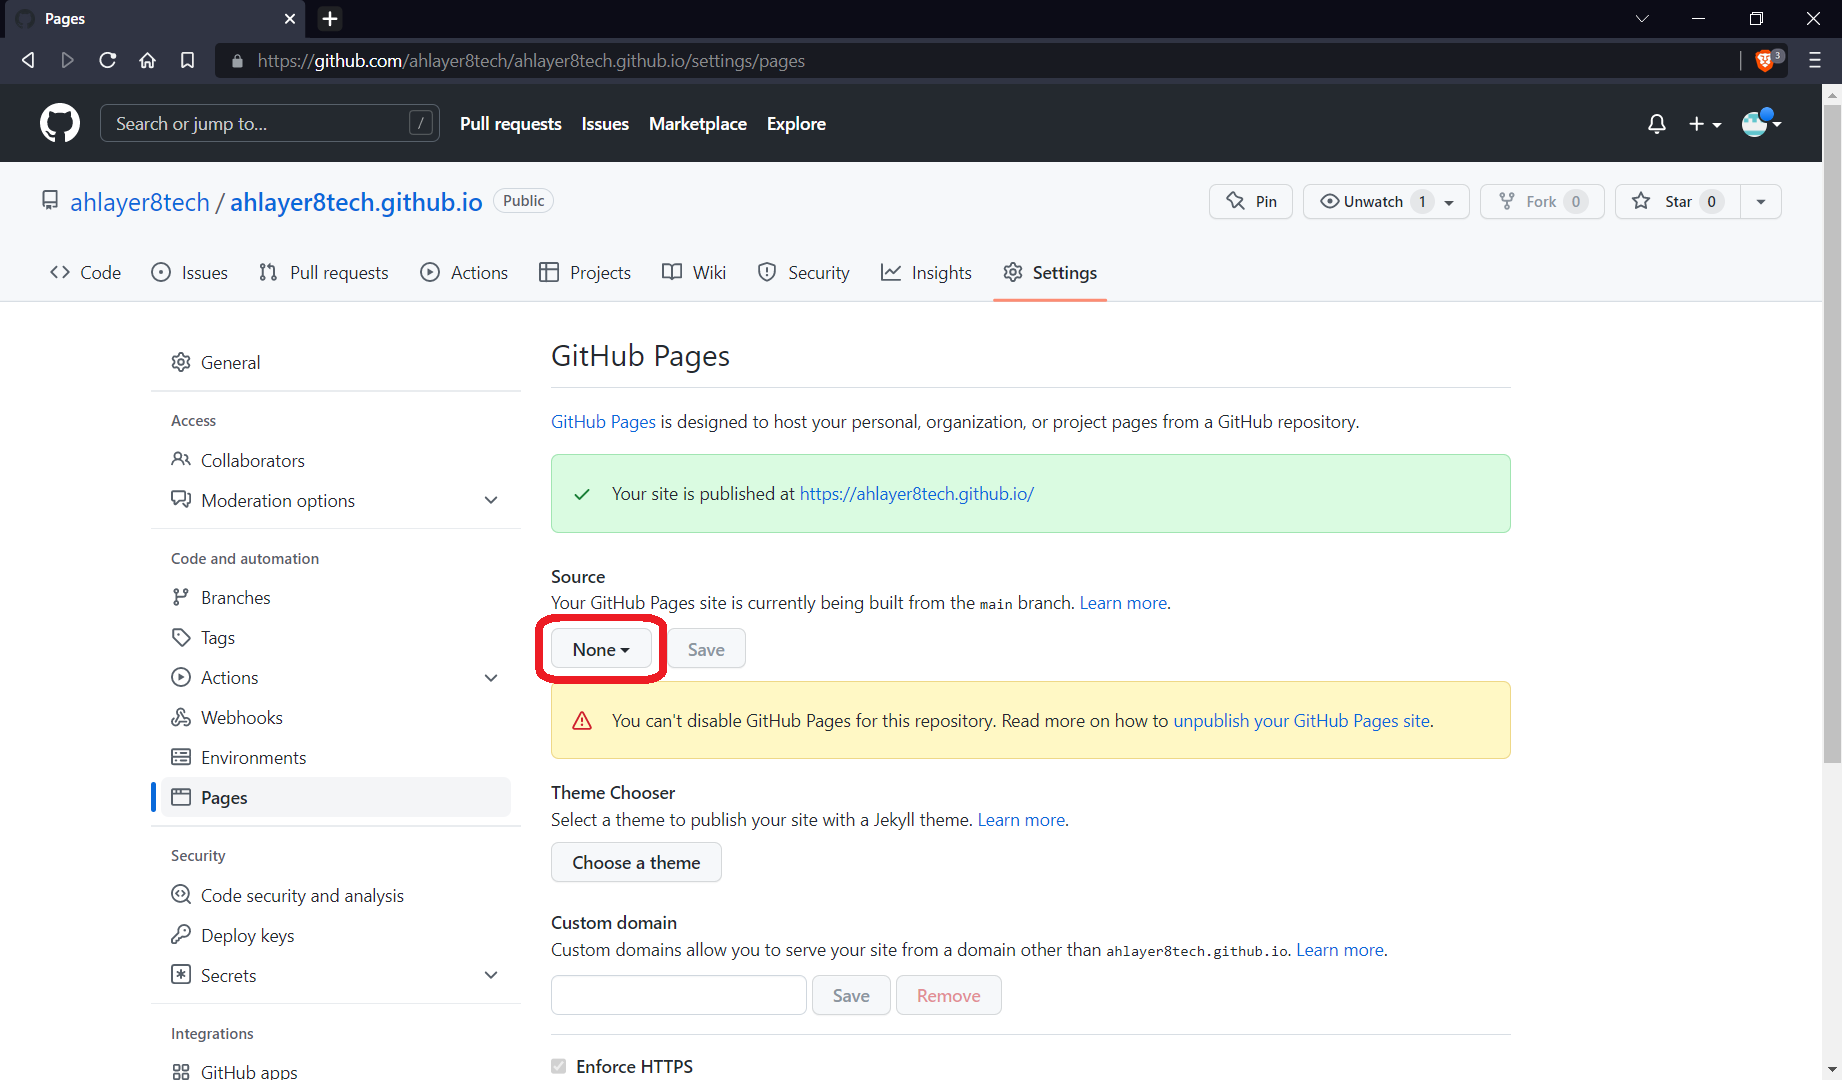 Pages
https://github.com/ahlayer8tech/ahlayer8tech.github.io/settings/pages
3
Search or jump to...
/
Pull requests Issues Marketplace Explore
ahlayer8tech / ahlayer8tech.github.io Public
Pin Unwatch 1 Fork 0 Star 0
Code Issues Pull requests Actions Projects Wiki Security Insights Settings
General
Access
Collaborators
Moderation options
Code and automation
Branches
Tags
Actions
Webhooks
Environments
Pages
Security
Code security and analysis
Deploy keys
Secrets
Integrations
GitHub apps
GitHub Pages
GitHub Pages is designed to host your personal, organization, or project pages from a GitHub repository.
Your site is published at https://ahlayer8tech.github.io/
Source
Your GitHub Pages site is currently being built from the main branch. Learn more.
None Save
You can't disable GitHub Pages for this repository. Read more on how to unpublish your GitHub Pages site.
Theme Chooser
Select a theme to publish your site with a Jekyll theme. Learn more.
Choose a theme
Custom domain
Custom domains allow you to serve your site from a domain other than ahlayer8tech.github.io. Learn more.
Save Remove
Enforce HTTPS